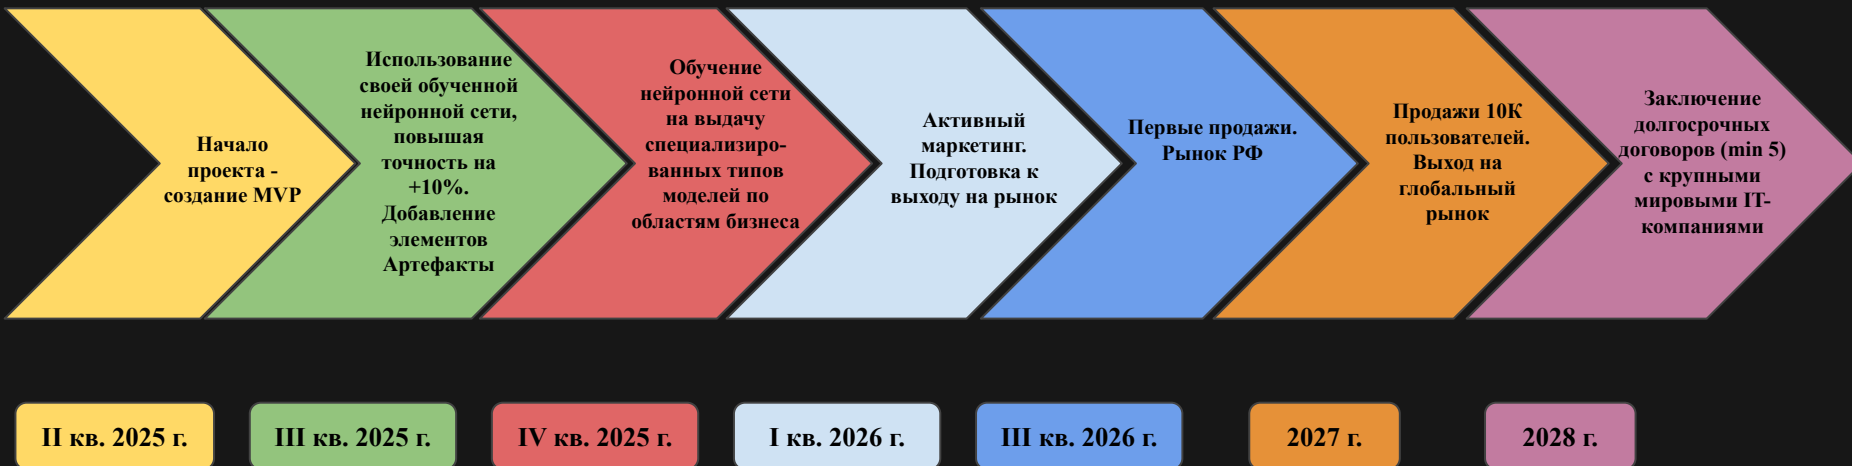 Начало
проекта -
создание MVP
Использование
своей обученной
нейронной сети,
повышая
точность на
+10%.
Добавление
элементов
Артефакты
Обучение
нейронной сети
на выдачу
специализиро-
ванных типов
моделей по
областям бизнеса
Активный
маркетинг.
Подготовка к
выходу на рынок
Первые продажи.
Рынок РФ
Продажи 10К
пользователей.
Выход на
глобальный
рынок
Заключение
долгосрочных
договоров (min 5)
с крупными
мировыми IT-
компаниями
II кв. 2025 г.
III кв. 2025 г.
IV кв. 2025 г.
I кв. 2026 г.
III кв. 2026 г.
2027 г.
2028 г.